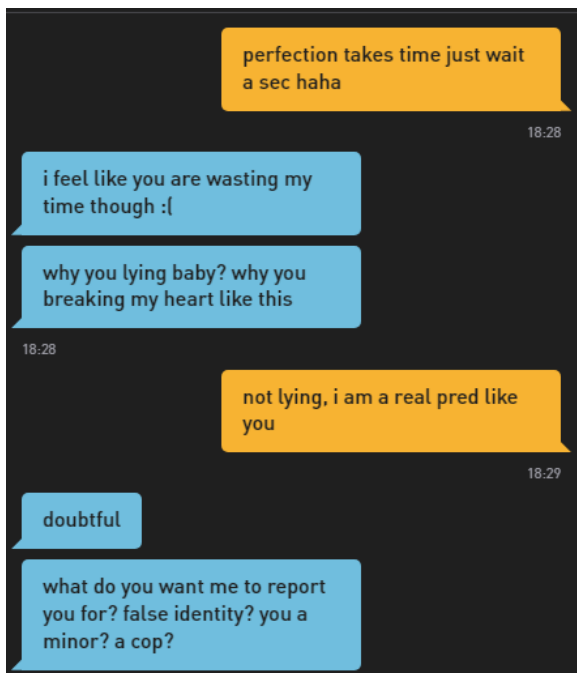 perfection takes time just wait
a sec haha
18:28
i feel like you are wasting my
time though :(
why you lying baby? why you
breaking my heart like this
18:28
not lying, i am a real pred like
you
18:29
doubtful
what do you want me to report
you for? false identity? you a
minor? a cop?